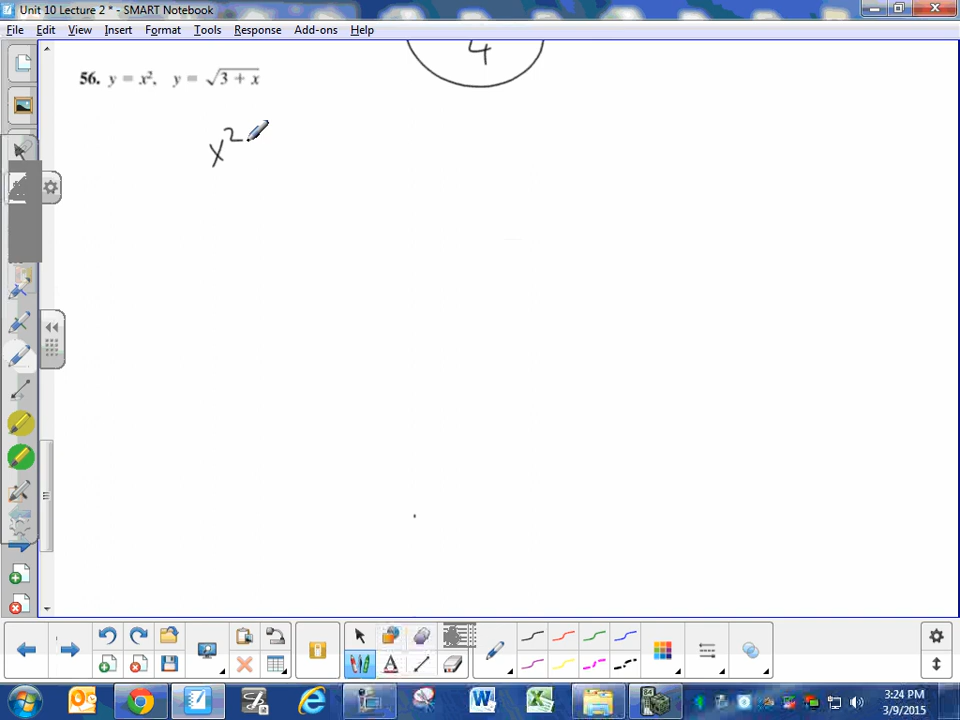 Unit 10 Lecture 2 * - SMART Notebook
File Edit View Insert Format Tools Response Add-ons Help
4
56. y = x², y = √3 + x
x²
3:24 PM
3/9/2015